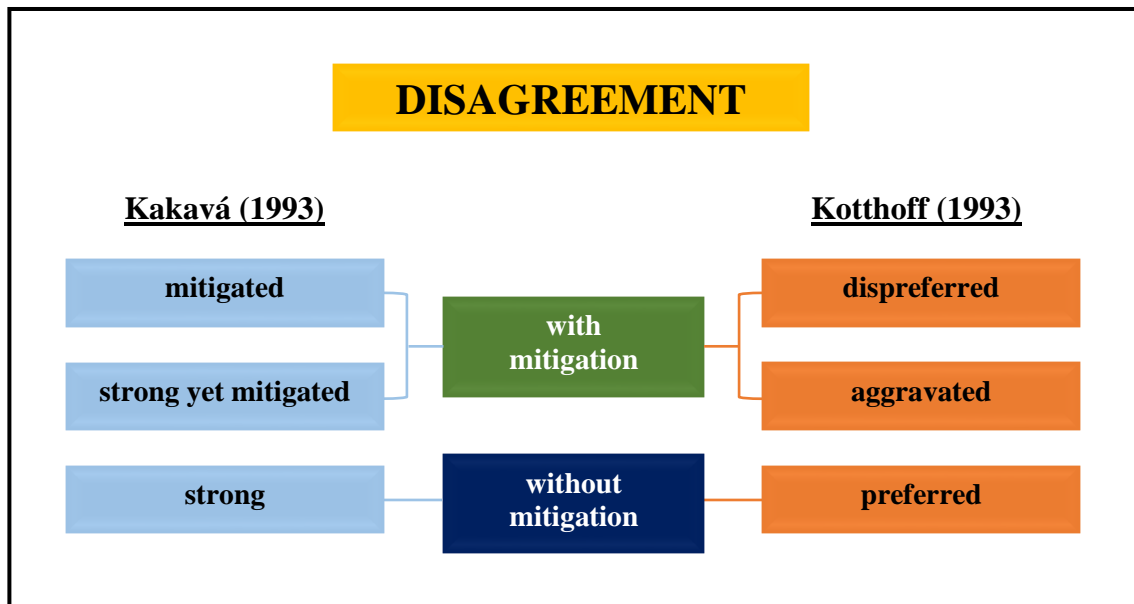 DISAGREEMENT
Kakavá (1993)
Kotthoff (1993)
mitigated
strong yet mitigated
strong
with
mitigation
without
mitigation
dispreferred
aggravated
preferred